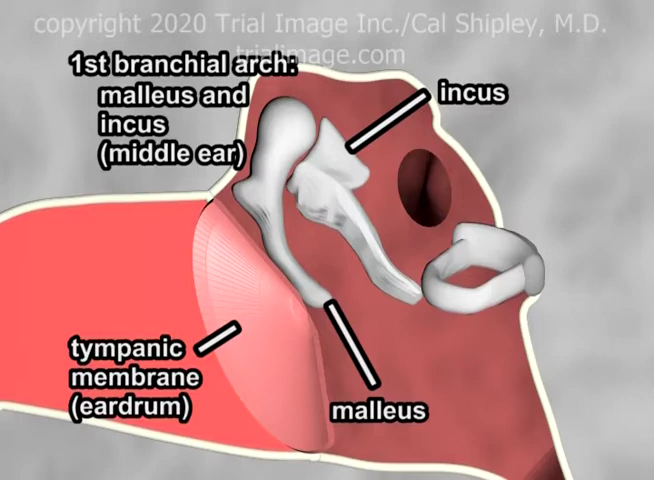 copyright 2020 Trial Image Inc./Cal Shipley, M.D.
trialimage.com
1st branchial arch:
malleus and
incus
(middle ear)
incus
tympanic
membrane
(eardrum)
malleus